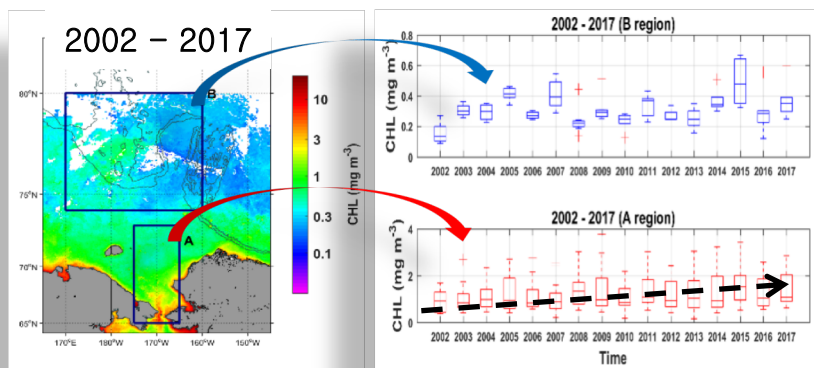 2002 – 2017
80°N
75°N
70°N
65°N
170°E
180°W
170°W
160°W
150°W
B
A
10
3
1
0.3
0.1
CHL (mg m-3)
2002 - 2017 (B region)
CHL (mg m-3)
0.8
0.6
0.4
0.2
0
2002 2003 2004 2005 2006 2007 2008 2009 2010 2011 2012 2013 2014 2015 2016 2017
2002 - 2017 (A region)
CHL (mg m-3)
4
2
0
2002 2003 2004 2005 2006 2007 2008 2009 2010 2011 2012 2013 2014 2015 2016 2017
Time